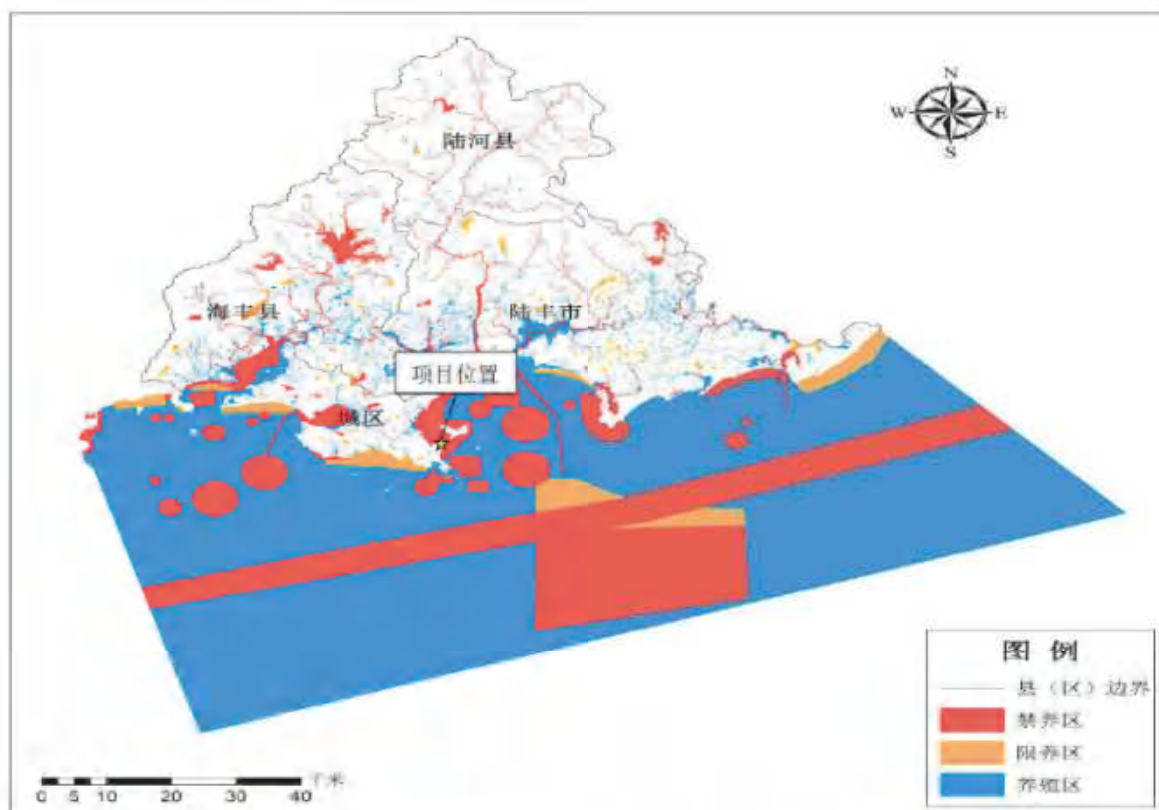 N
W E
S
陆河县
海丰县
陆丰市
项目位置
城区
图 例
县（区）边界
禁养区
限养区
养殖区
千米
0 5 10 20 30 40